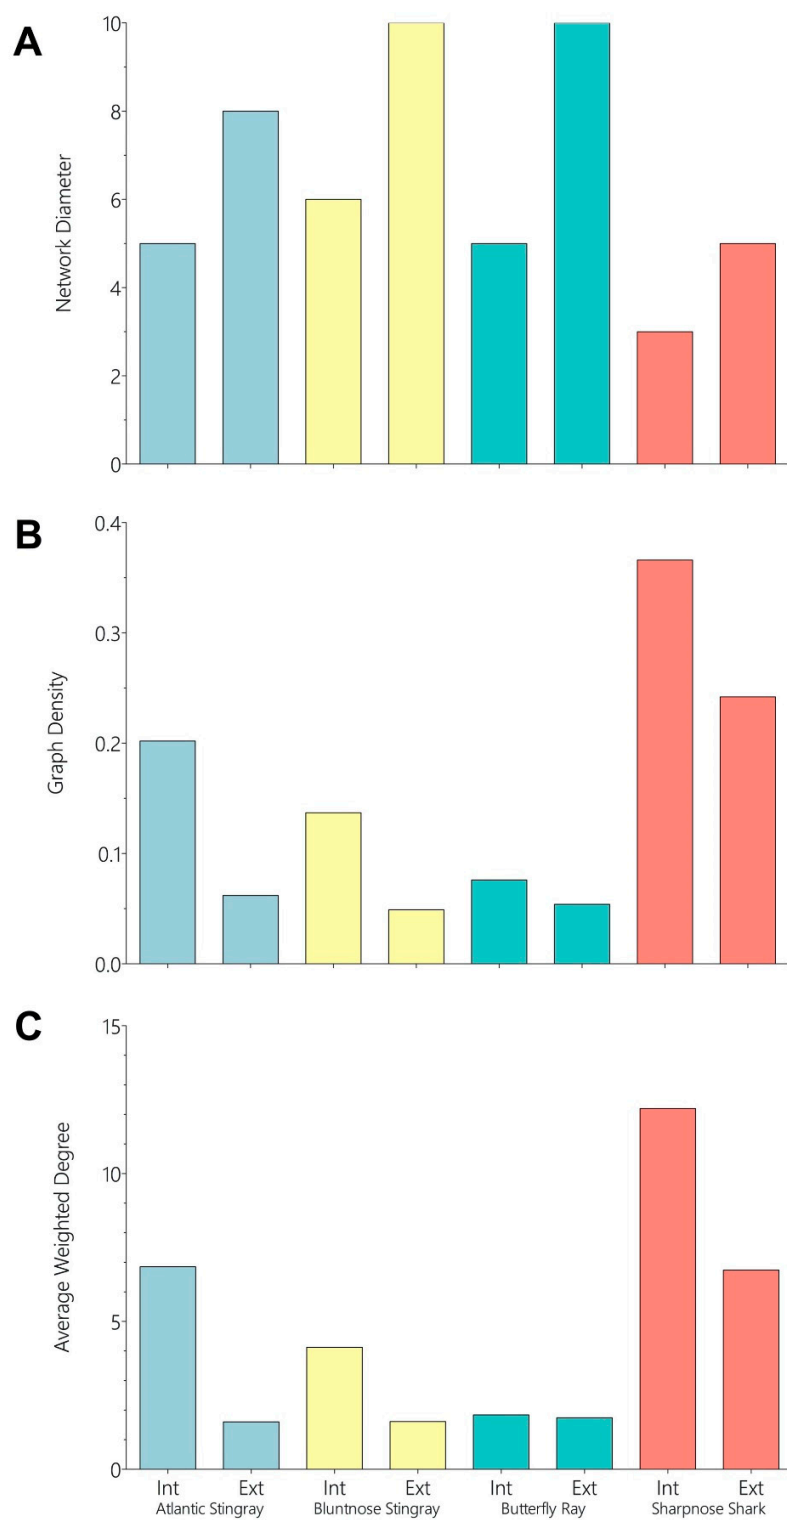 A
Network Diameter
10
8
6
4
2
0
B
Graph Density
0.4
0.3
0.2
0.1
0.0
C
Average Weighted Degree
15
10
5
0
Int Ext Int Ext Int Ext Int Ext
Atlantic Stingray Bluntnose Stingray Butterfly Ray Sharpnose Shark